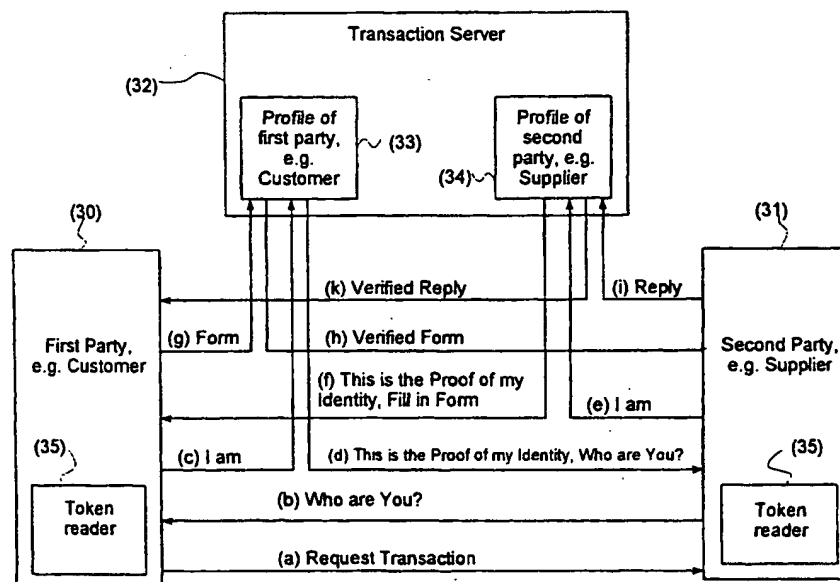 Transaction Server
(32)
Profile of
first party,
e.g.
Customer
(33)
Profile of
second
party, e.g.
Supplier
(34)
(30)
(31)
(k) Verified Reply
(i) Reply
First Party,
e.g. Customer
(g) Form
(h) Verified Form
Second Party,
e.g. Supplier
(f) This is the Proof of my
Identity, Fill in Form
(e) I am
(35)
(c) I am
(d) This is the Proof of my Identity, Who are You?
(35)
Token
reader
(b) Who are You?
Token
reader
(a) Request Transaction